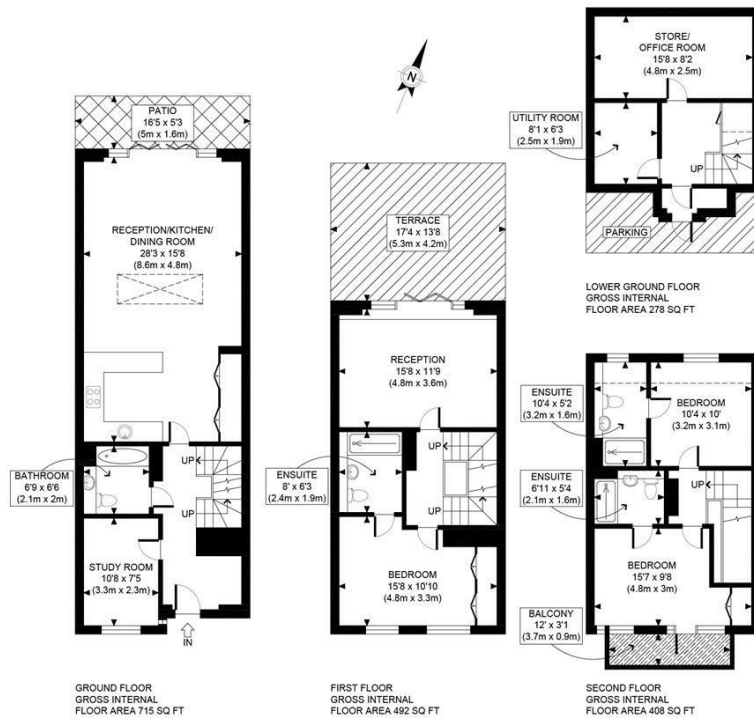 PATIO
16'5 x 5'3
(5m x 1.6m)
RECEPTION/KITCHEN/
DINING ROOM
28'3 x 15'8
(8.6m x 4.8m)
UP
UP
BATHROOM
6'9 x 6'6
(2.1m x 2m)
STUDY ROOM
10'8 x 7'5
(3.3m x 2.3m)
IN
GROUND FLOOR
GROSS INTERNAL
FLOOR AREA 715 SQ FT
N
TERRACE
17'4 x 13'8
(5.3m x 4.2m)
RECEPTION
15'8 x 11'9
(4.8m x 3.6m)
UP
UP
ENSUITE
8' x 6'3
(2.4m x 1.9m)
BEDROOM
15'8 x 10'10
(4.8m x 3.3m)
FIRST FLOOR
GROSS INTERNAL
FLOOR AREA 492 SQ FT
STORE/
OFFICE ROOM
15'8 x 8'2
(4.8m x 2.5m)
UTILITY ROOM
8'1 x 6'3
(2.5m x 1.9m)
UP
PARKING
LOWER GROUND FLOOR
GROSS INTERNAL
FLOOR AREA 278 SQ FT
ENSUITE
10'4 x 5'2
(3.2m x 1.6m)
BEDROOM
10'4 x 10'
(3.2m x 3.1m)
ENSUITE
6'11 x 5'4
(2.1m x 1.6m)
UP
BEDROOM
15'7 x 9'8
(4.8m x 3m)
BALCONY
12' x 3'1
(3.7m x 0.9m)
SECOND FLOOR
GROSS INTERNAL
FLOOR AREA 408 SQ FT